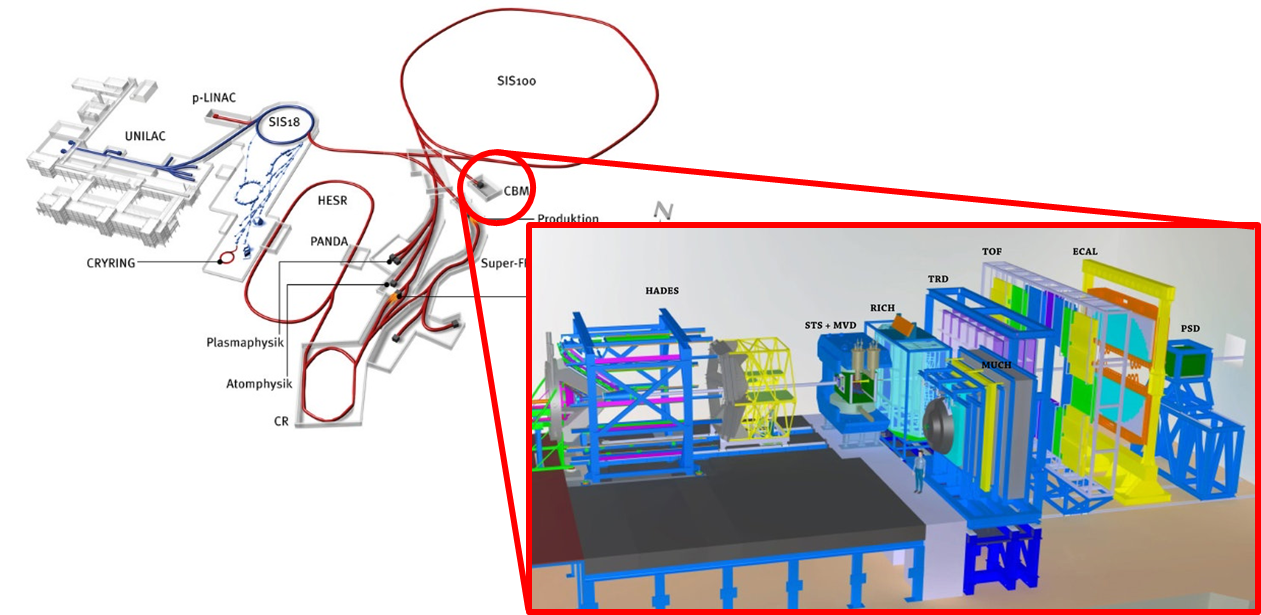 SIS100
p-LINAC
SIS18
UNILAC
CBM
HESR
N
Produktion
PANDA
CRYRING
Super-F
Plasmaphysik
Atomphysik
CR
TOF
ECAL
TRD
HADES
RICH
STS + MVD
PSD
MUCH